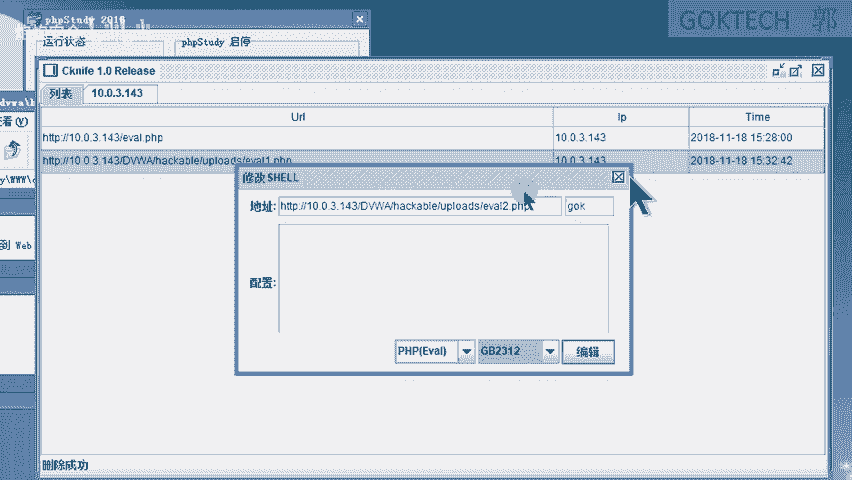 phpStudy 2016
GOKTECH 郭
运行状态
phpStudy 启停
Cknife 1.0 Release
列表
10.0.3.143
Url
Ip
Time
http://10.0.3.143/eval.php
10.0.3.143
2018-11-18 15:28:00
http://10.0.3.143/DVWA/hackable/uploads/eval1.php
10.0.3.143
2018-11-18 15:32:42
修改SHELL
地址:
http://10.0.3.143/DVWA/hackable/uploads/eval2.php
gok
配置:
PHP(Eval)
GB2312
编辑
到 Web
删除成功